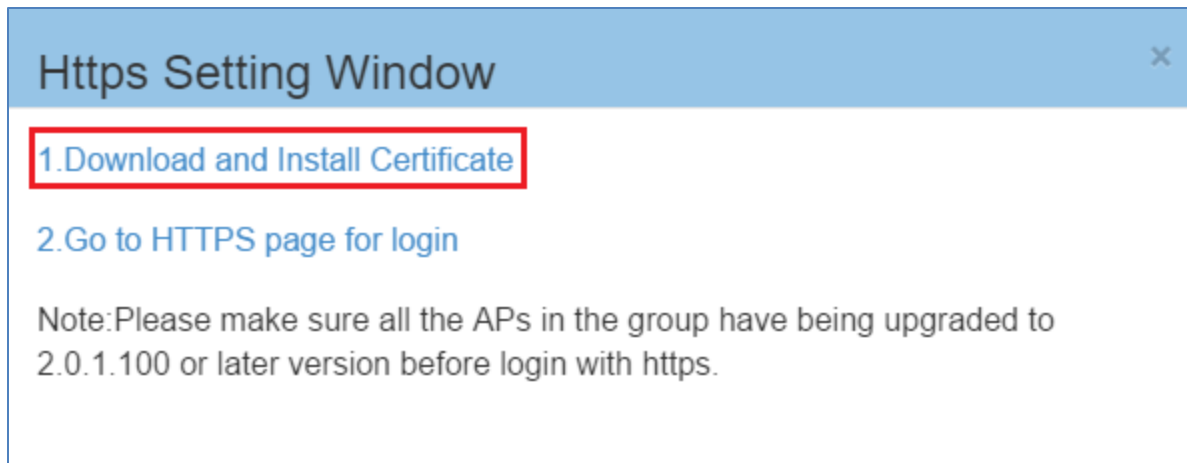 Https Setting Window
×
1.Download and Install Certificate
2.Go to HTTPS page for login
Note:Please make sure all the APs in the group have being upgraded to
2.0.1.100 or later version before login with https.